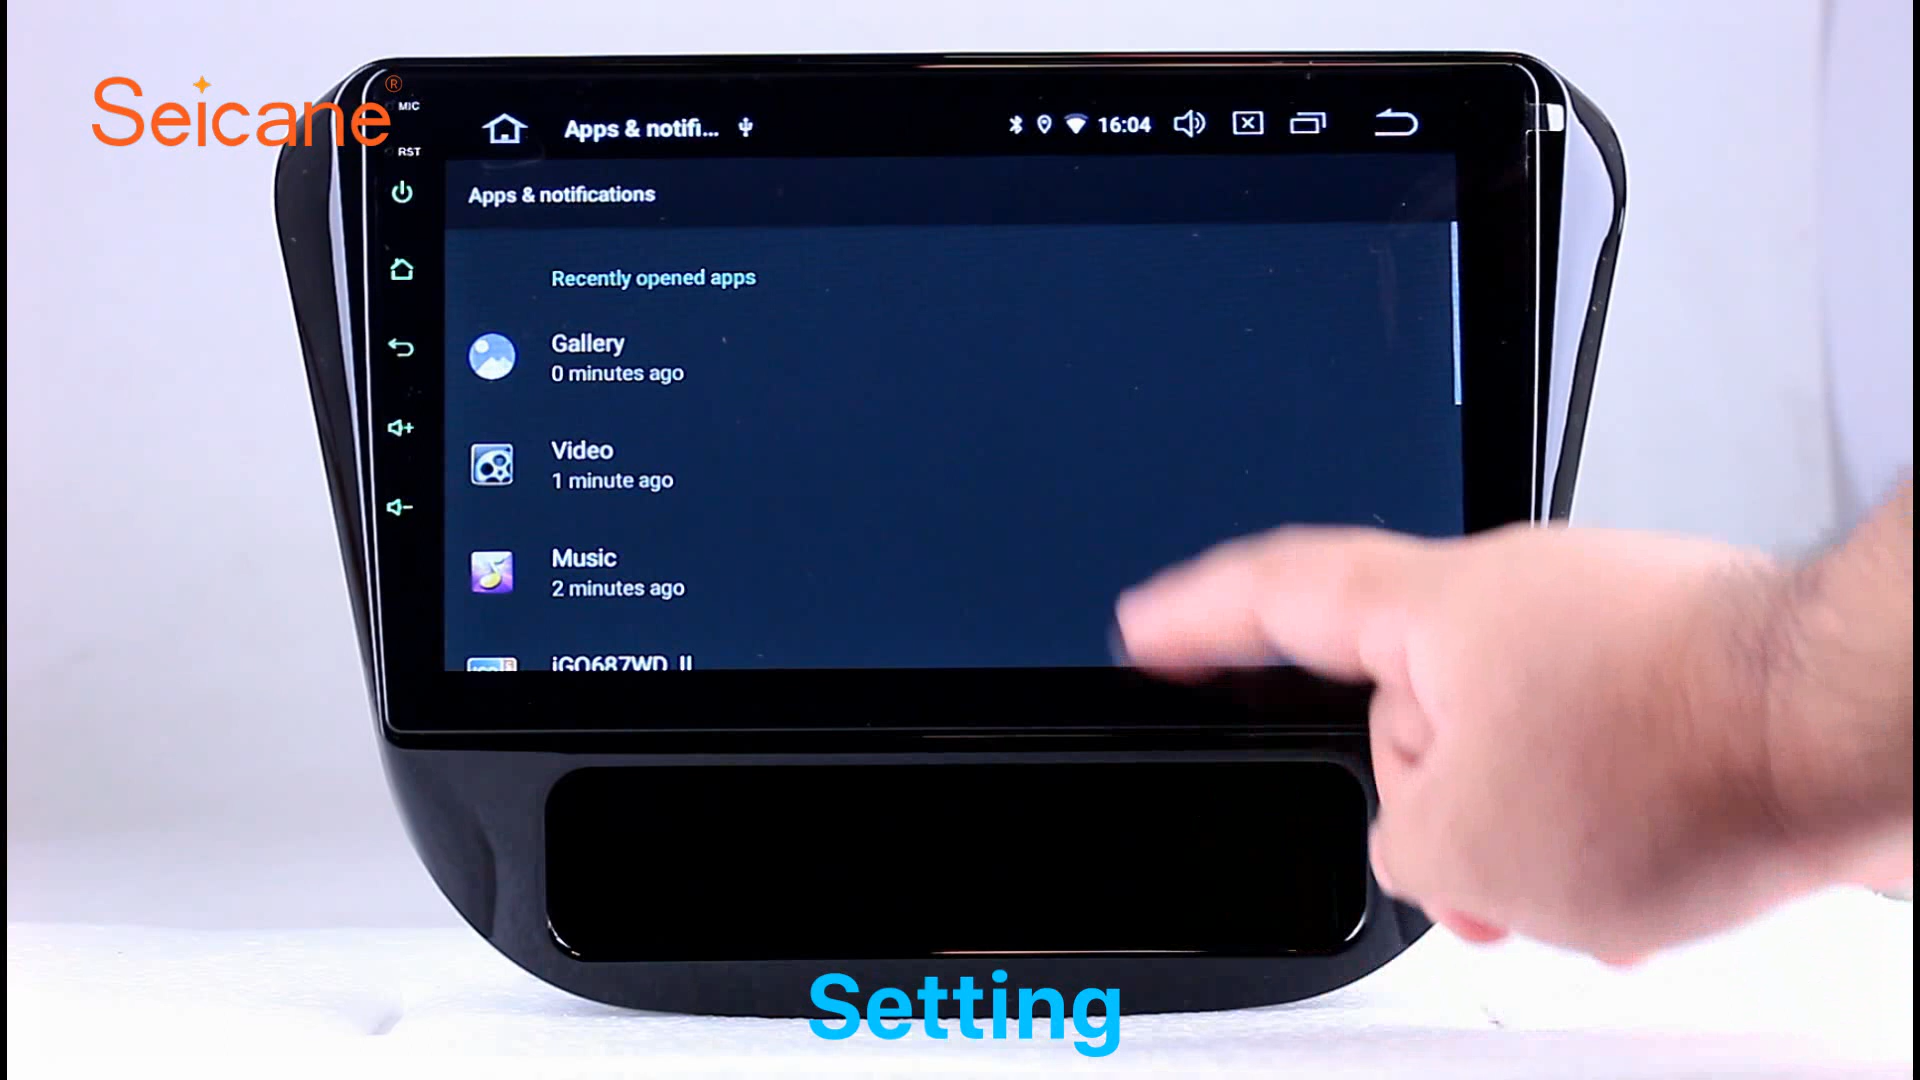 Seicane®
MIC
RST
Apps & notifi...
16:04
Apps & notifications
Recently opened apps
Gallery
0 minutes ago
Video
1 minute ago
Music
2 minutes ago
iGO687WD_II
Setting